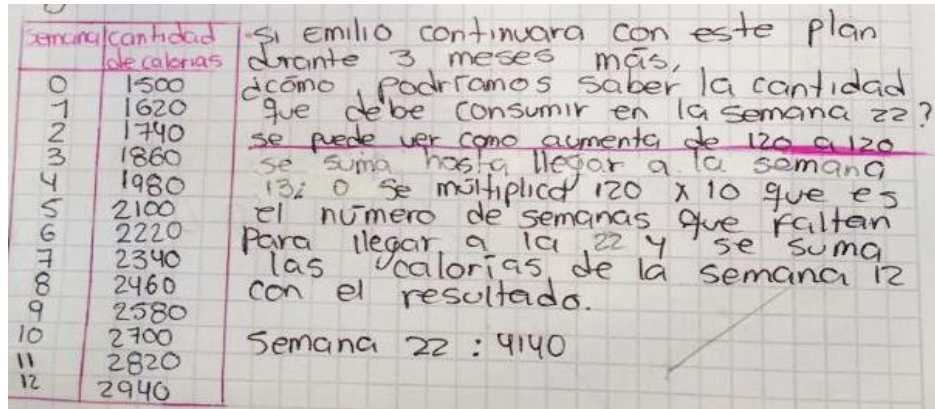 semana cantidad de calorias
0 1500
1 1620
2 1740
3 1860
4 1980
5 2100
6 2220
7 2340
8 2460
9 2580
10 2700
11 2820
12 2940
Si emilio continuara con este plan
drante 3 meses más,
¿cómo podríamos saber la cantidad
que debe consumir en la semana 22?
se puede ver como aumenta de 120 a 120
se suma hasta llegar a la semana
13; o se múltiplica 120 x 10 que es
el número de semanas que faltan
para llegar a la 22 y se suma
las calorías de la semana 12
con el resultado.
Semana 22 : 4140